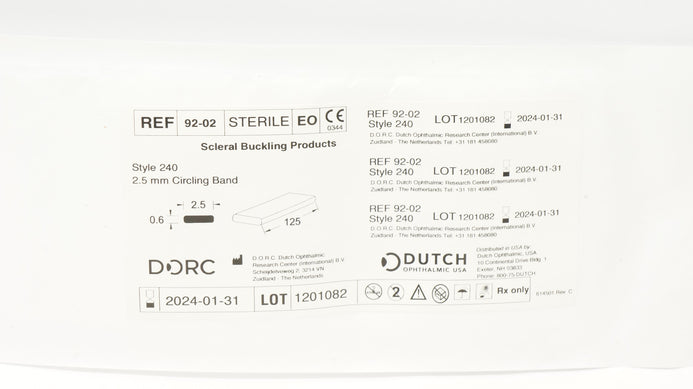 REF 92-02 STERILE EO CE
0344
Scleral Buckling Products
Style 240
2.5 mm Circling Band
2.5
0.6
125
DORC
D.O.R.C. Dutch Ophthalmic
Research Center (International) B.V.
Scheijdelveweg 2, 3214 VN
Zuidland - The Netherlands
2024-01-31 LOT 1201082
REF 92-02
Style 240
LOT 1201082 2024-01-31
D.O.R.C. Dutch Ophthalmic Research Center (International) B.V.
Zuidland - The Netherlands Tel. +31 181 458080
REF 92-02
Style 240
LOT 1201082 2024-01-31
D.O.R.C. Dutch Ophthalmic Research Center (International) B.V.
Zuidland - The Netherlands Tel. +31 181 458080
REF 92-02
Style 240
LOT 1201082 2024-01-31
D.O.R.C. Dutch Ophthalmic Research Center (International) B.V.
Zuidland - The Netherlands Tel. +31 181 458080
DUTCH
OPHTHALMIC USA
Distributed in USA by:
Dutch Ophthalmic, USA
10 Continental Drive Bldg. 1
Exeter, NH 03833
Phone: 800-75-DUTCH
2 Rx only
614501 Rev. C